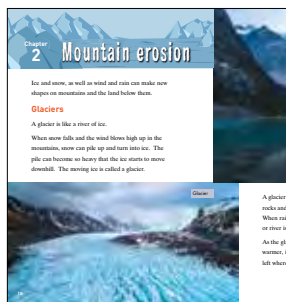 Chapter
2
Mountain erosion
Ice and snow, as well as wind and rain can make new
shapes on mountains and the land below them.
Glaciers
A glacier is like a river of ice.
When snow falls and the wind blows high up in the
mountains, snow can pile up and turn into ice. The
pile can become so heavy that the ice starts to move
downhill. The moving ice is called a glacier.
Glacier
A glacier
rocks and
When rai
or river is
As the gl
warmer, i
left when